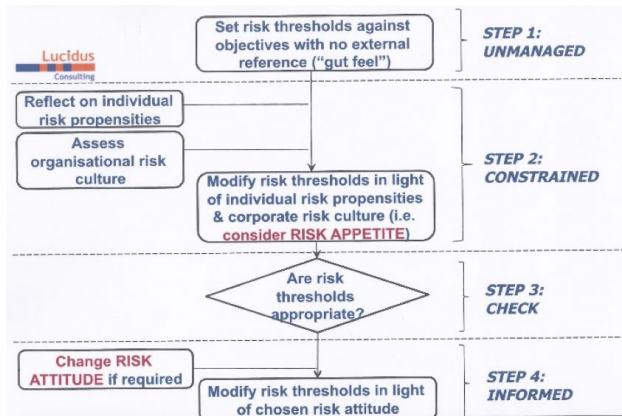 Lucidus
Consulting
Set risk thresholds against
objectives with no external
reference (“gut feel”)
STEP 1:
UNMANAGED
Reflect on individual
risk propensities
Assess
organisational risk
culture
Modify risk thresholds in light
of individual risk propensities
& corporate risk culture (i.e.
consider RISK APPETITE)
STEP 2:
CONSTRAINED
Are risk
thresholds
appropriate?
STEP 3:
CHECK
Change RISK
ATTITUDE if required
Modify risk thresholds in light
of chosen risk attitude
STEP 4:
INFORMED